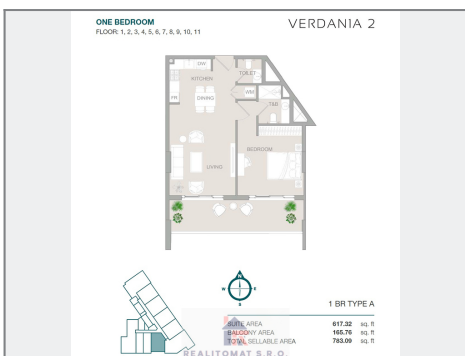 ONE BEDROOM
FLOOR: 1, 2, 3, 4, 5, 6, 7, 8, 9, 10, 11
VERDANIA 2
DW
TOILET
KITCHEN
FR
DINING
WM
T&B
BEDROOM
LIVING
N
W E
S
1 BR TYPE A
SUITE AREA 617.32 sq. ft
BALCONY AREA 165.76 sq. ft
TOTAL SELLABLE AREA 783.09 sq. ft
REALITOMAT S.R.O.